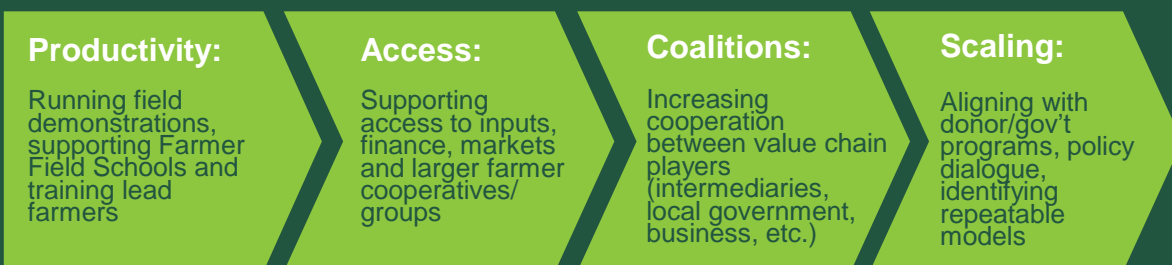 Productivity:
Running field
demonstrations,
supporting Farmer
Field Schools and
training lead
farmers
Access:
Supporting
access to inputs,
finance, markets
and larger farmer
cooperatives/
groups
Coalitions:
Increasing
cooperation
between value chain
players
(intermediaries,
local government,
business, etc.)
Scaling:
Aligning with
donor/gov't
programs, policy
dialogue,
identifying
repeatable
models